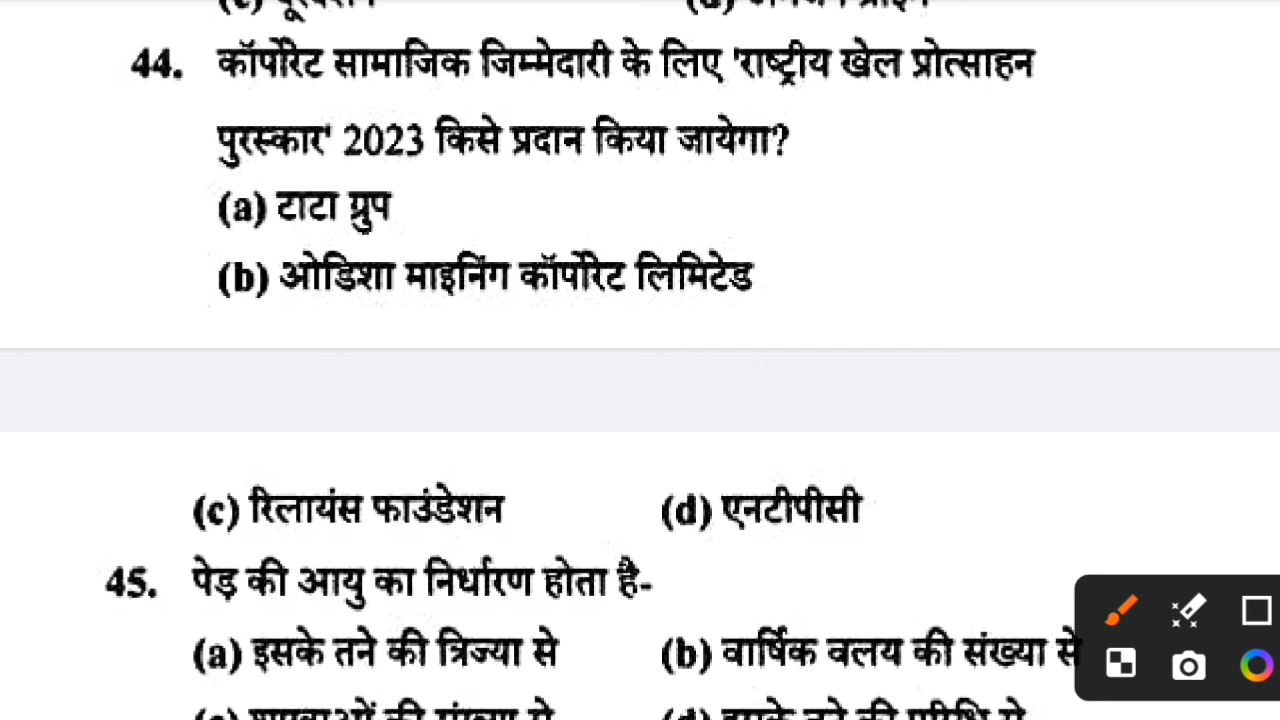 44. कॉर्पोरेट सामाजिक जिम्मेदारी के लिए 'राष्ट्रीय खेल प्रोत्साहन
पुरस्कार' 2023 किसे प्रदान किया जायेगा?
(a) टाटा ग्रुप
(b) ओडिशा माइनिंग कॉर्पोरेट लिमिटेड
(c) रिलायंस फाउंडेशन (d) एनटीपीसी
45. पेड़ की आयु का निर्धारण होता है-
(a) इसके तने की त्रिज्या से (b) वार्षिक वलय की संख्या से